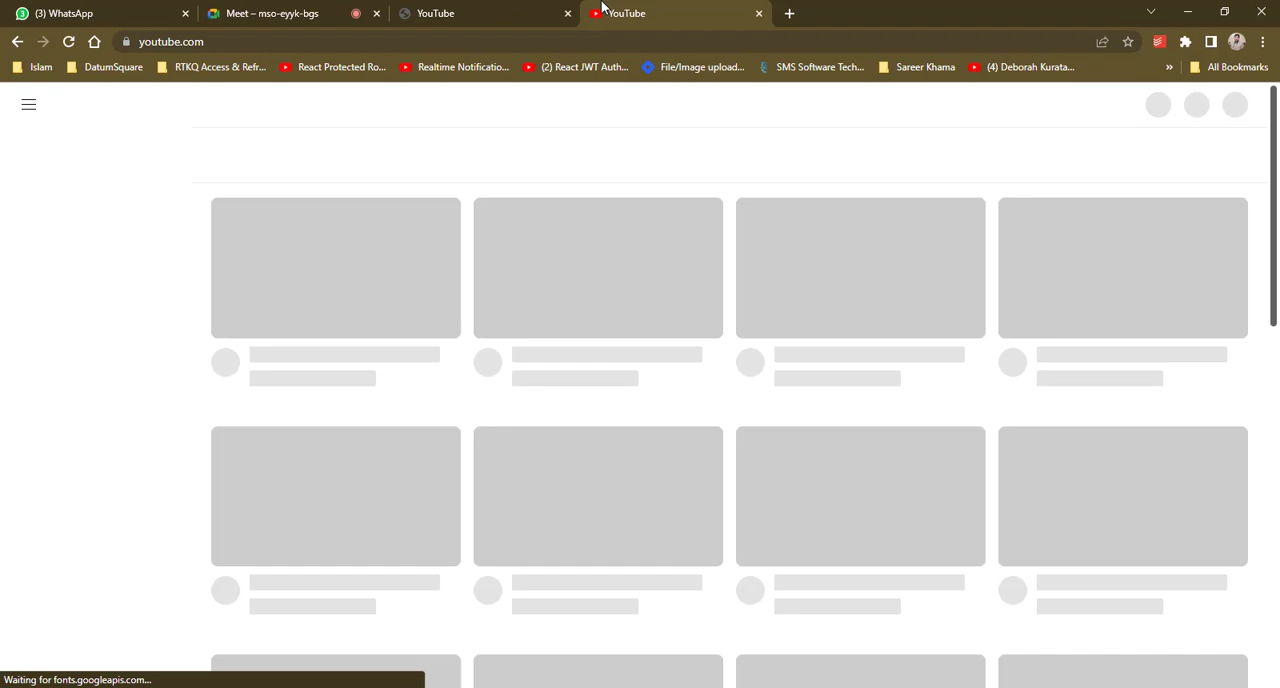 (3) WhatsApp
Meet – mso-eyyk-bgs
YouTube
YouTube
youtube.com
Islam
DatumSquare
RTKQ Access & Refr...
React Protected Ro...
Realtime Notificatio...
(2) React JWT Auth...
File/Image upload...
SMS Software Tech...
Sareer Khama
(4) Deborah Kurata...
»
All Bookmarks
Waiting for fonts.googleapis.com...